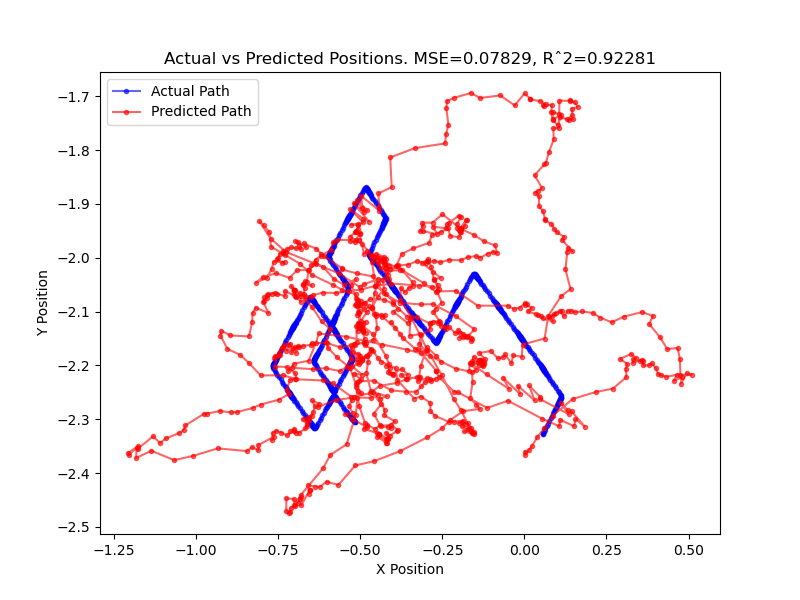 Actual vs Predicted Positions. MSE=0.07829, Rˆ2=0.92281
Actual Path
Predicted Path
−1.7
−1.8
−1.9
−2.0
−2.1
−2.2
−2.3
−2.4
−2.5
Y Position
−1.25 −1.00 −0.75 −0.50 −0.25 0.00 0.25 0.50
X Position